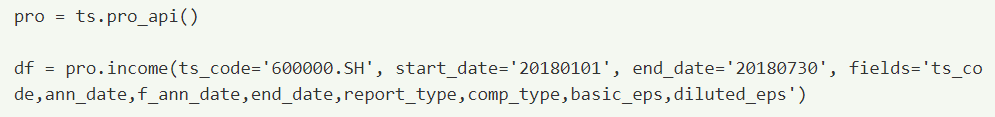 pro = ts.pro_api()
df = pro.income(ts_code='600000.SH', start_date='20180101', end_date='20180730', fields='ts_co
de,ann_date,f_ann_date,end_date,report_type,comp_type,basic_eps,diluted_eps')